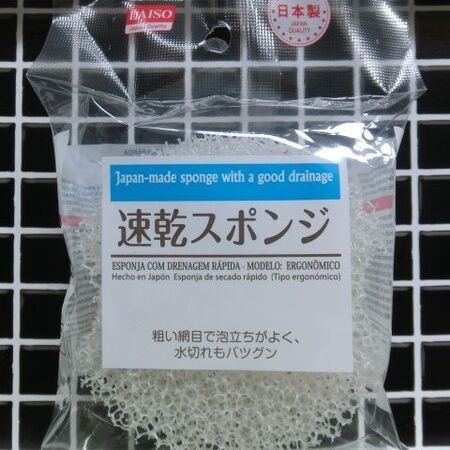 DAISO
Japan Quality
日本製
JAPAN QUALITY
Japan-made sponge with a good drainage
速乾スポンジ
ESPONJA COM DRENAGEM RÁPIDA - MODELO: ERGONÔMICO
Hecho en Japón Esponja de secado rápido (Tipo ergonómico)
粗い網目で泡立ちがよく、
水切れもバツグン